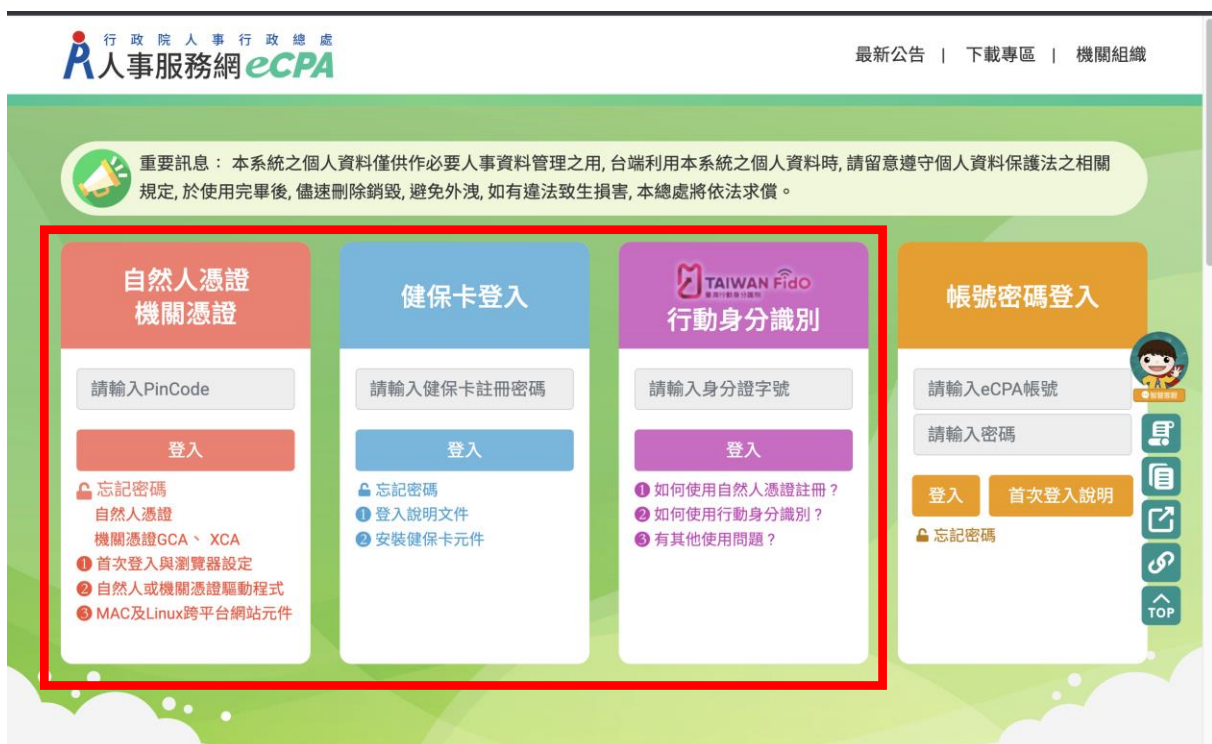 行政院人事行政總處
人事服務網 eCPA
最新公告 | 下載專區 | 機關組織
重要訊息： 本系統之個人資料僅供作必要人事資料管理之用, 台端利用本系統之個人資料時, 請留意遵守個人資料保護法之相關
規定, 於使用完畢後, 儘速刪除銷毀, 避免外洩, 如有違法致生損害, 本總處將依法求償。
自然人憑證
機關憑證
請輸入PinCode
登入
忘記密碼
自然人憑證
機關憑證GCA、 XCA
❶ 首次登入與瀏覽器設定
❷ 自然人或機關憑證驅動程式
❸ MAC及Linux跨平台網站元件
健保卡登入
請輸入健保卡註冊密碼
登入
忘記密碼
❶ 登入說明文件
❷ 安裝健保卡元件
TAIWAN FidO
行動身分識別
請輸入身分證字號
登入
❶ 如何使用自然人憑證註冊？
❷ 如何使用行動身分識別？
❸ 有其他使用問題？
帳號密碼登入
請輸入eCPA帳號
請輸入密碼
登入
首次登入說明
忘記密碼
TOP